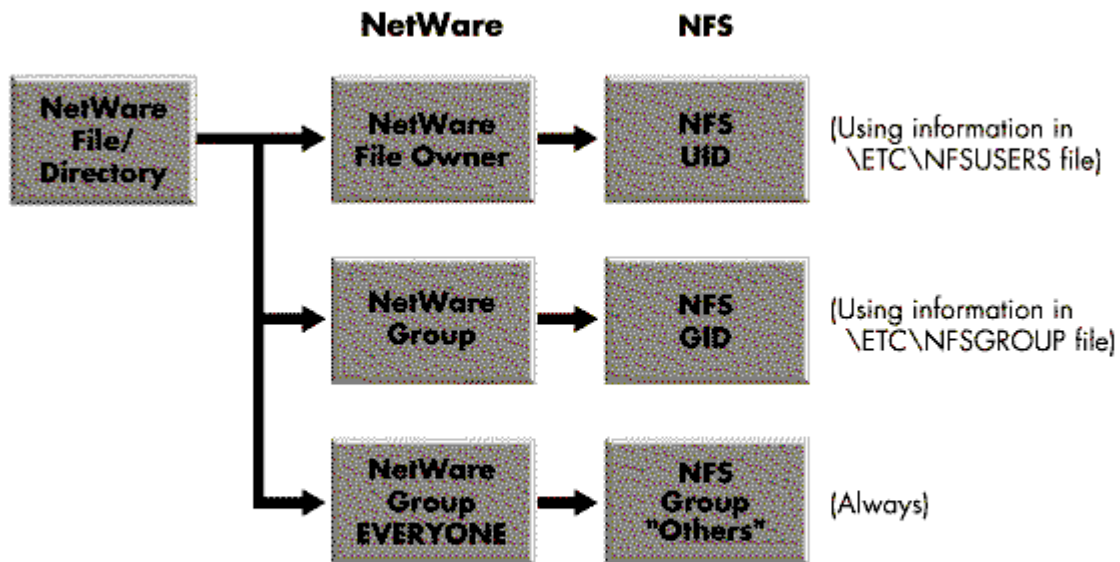 NetWare
NFS
NetWare
File/
Directory
NetWare
File Owner
NFS
UID
(Using information in
\ETC\NFSUSERS file)
NetWare
Group
NFS
GID
(Using information in
\ETC\NFSGROUP file)
NetWare
Group
EVERYONE
NFS
Group
"Others"
(Always)